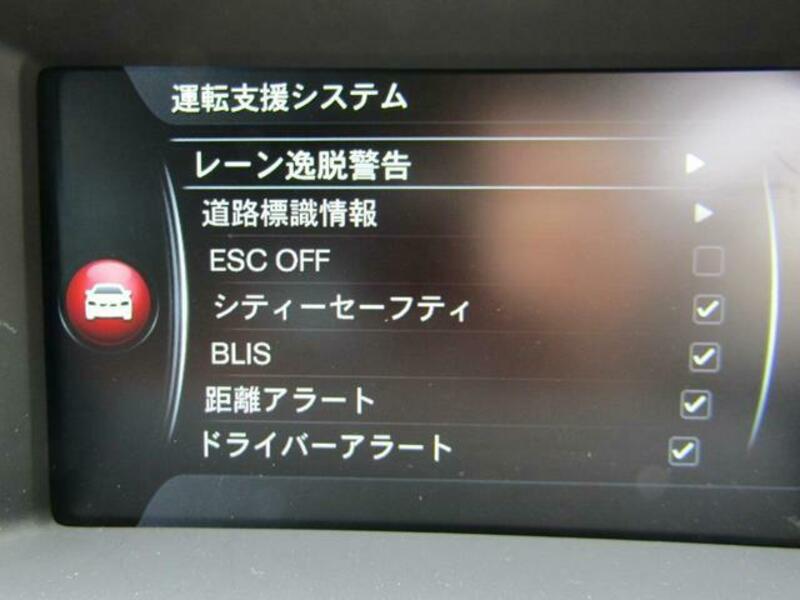 運転支援システム
レーン逸脱警告
道路標識情報
ESC OFF
シティーセーフティ
BLIS
距離アラート
ドライバーアラート